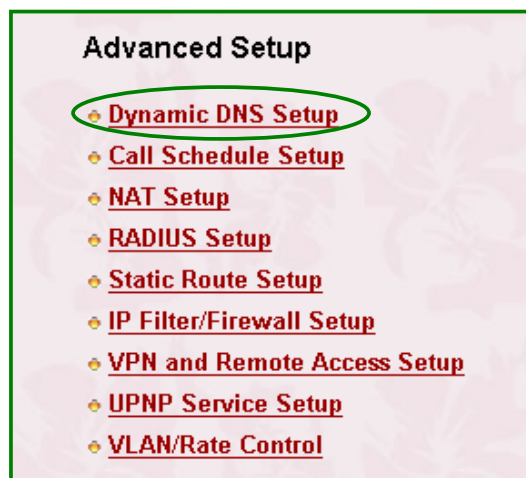 Advanced Setup
Dynamic DNS Setup
Call Schedule Setup
NAT Setup
RADIUS Setup
Static Route Setup
IP Filter/Firewall Setup
VPN and Remote Access Setup
UPNP Service Setup
VLAN/Rate Control